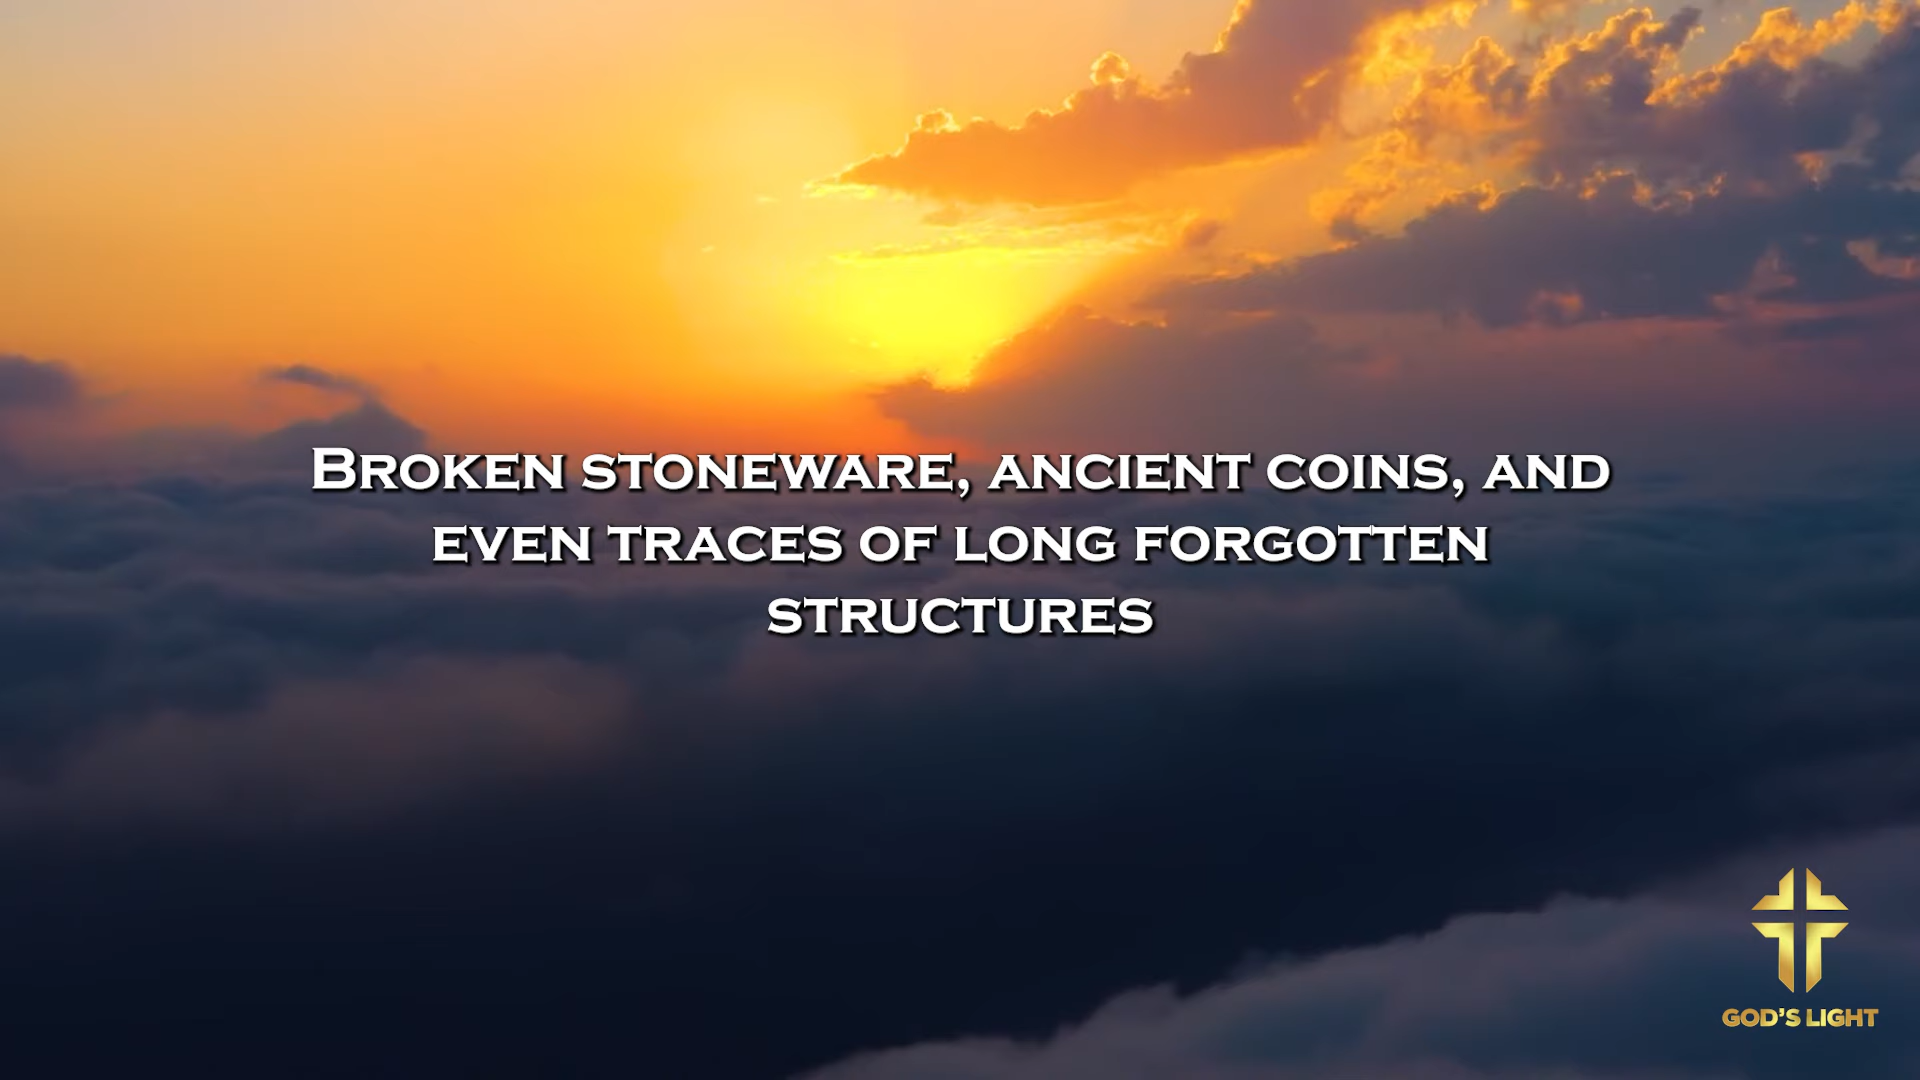 Broken stoneware, ancient coins, and
even traces of long forgotten
structures
GOD'S LIGHT